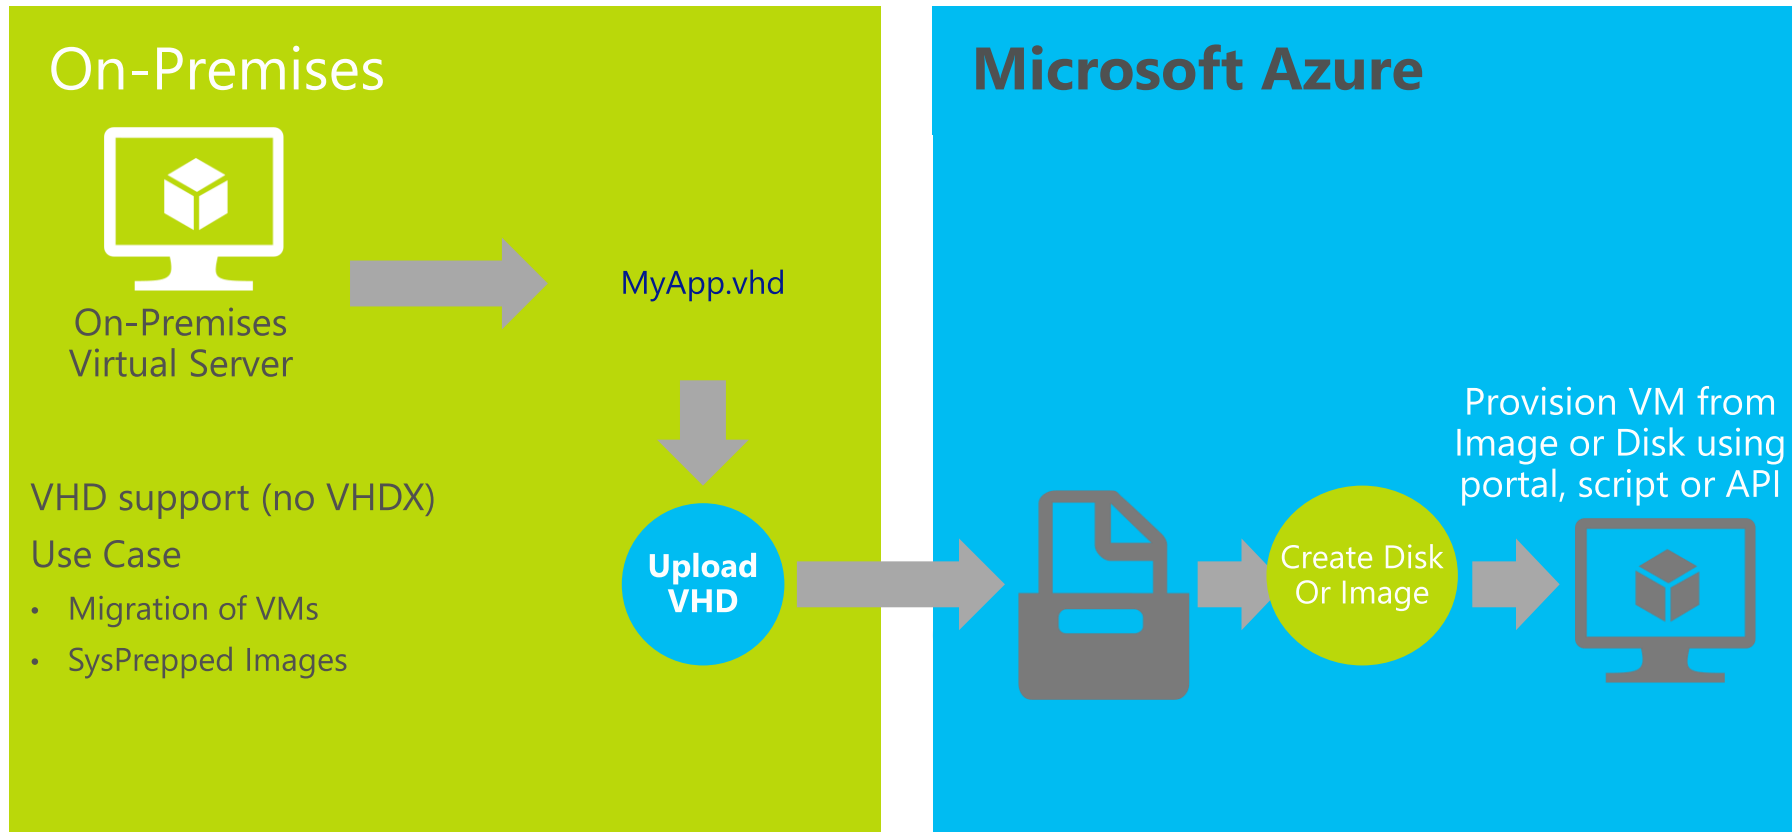 On-Premises
On-Premises
Virtual Server
MyApp.vhd
VHD support (no VHDX)
Use Case
• Migration of VMs
• SysPrepped Images
Upload
VHD
Microsoft Azure
Create Disk
Or Image
Provision VM from
Image or Disk using
portal, script or API